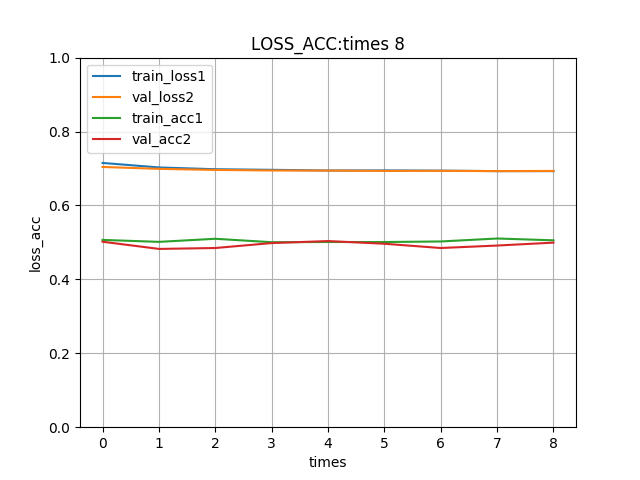 LOSS_ACC:times 8
train_loss1
val_loss2
train_acc1
val_acc2
1.0
0.8
0.6
0.4
0.2
0.0
loss_acc
0 1 2 3 4 5 6 7 8
times